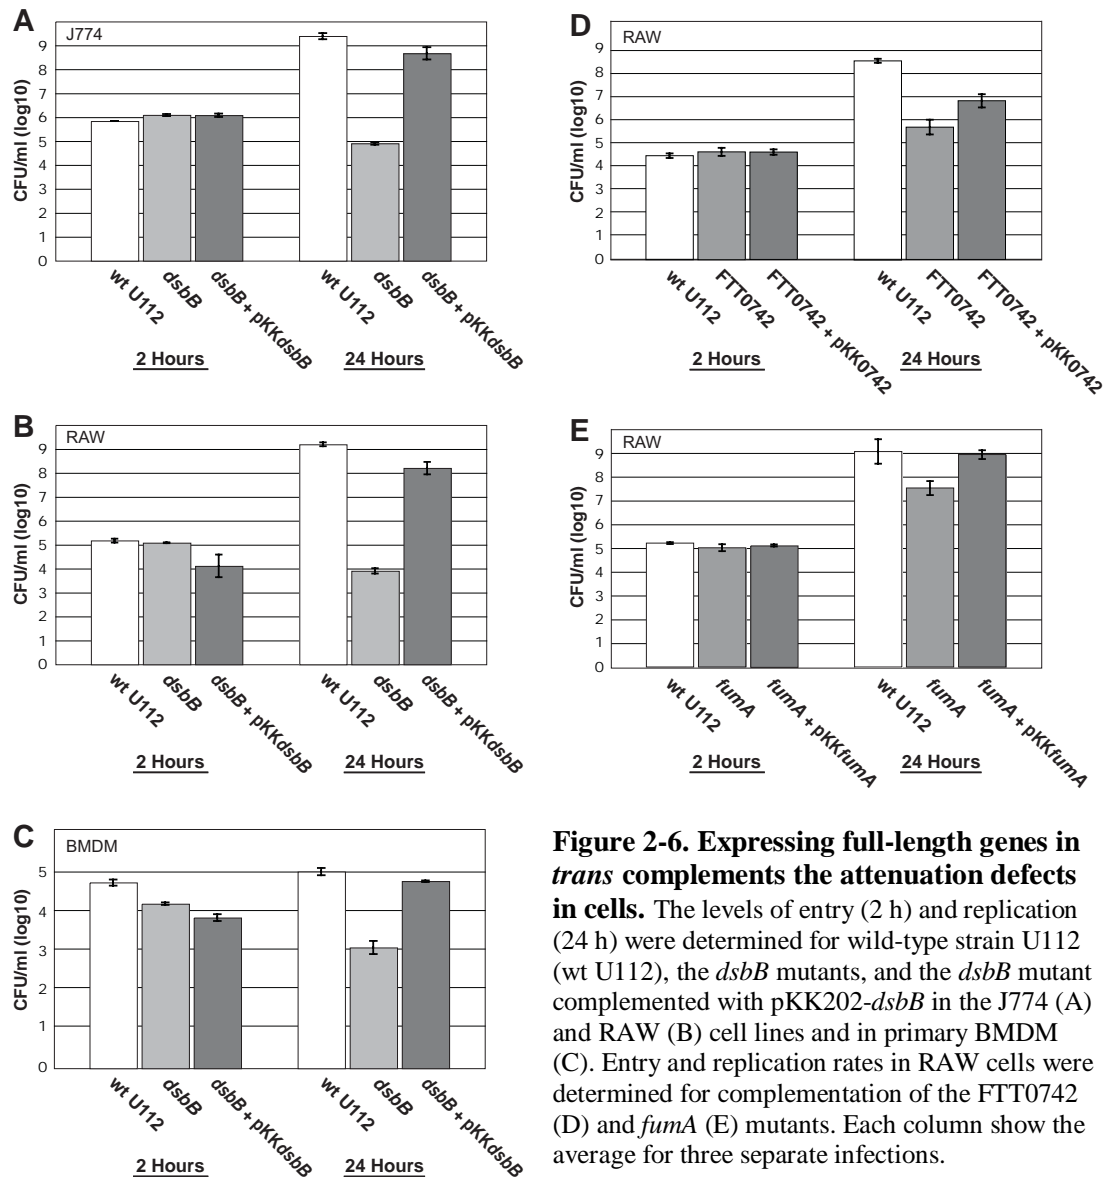 A
J774
CFU/ml (log10)
9
8
7
6
5
4
3
2
1
0
wt U112
dsbB
dsbB + pKKdsbB
wt U112
dsbB
dsbB + pKKdsbB
2 Hours
24 Hours
B
RAW
CFU/ml (log10)
9
8
7
6
5
4
3
2
1
0
wt U112
dsbB
dsbB + pKKdsbB
wt U112
dsbB
dsbB + pKKdsbB
2 Hours
24 Hours
C
BMDM
CFU/ml (log10)
5
4
3
2
1
0
wt U112
dsbB
dsbB + pKKdsbB
wt U112
dsbB
dsbB + pKKdsbB
2 Hours
24 Hours
D
RAW
CFU/ml (log10)
9
8
7
6
5
4
3
2
1
0
wt U112
FTT0742
FTT0742 + pKK0742
wt U112
FTT0742
FTT0742 + pKK0742
2 Hours
24 Hours
E
RAW
CFU/ml (log10)
9
8
7
6
5
4
3
2
1
0
wt U112
fumA
fumA + pKKfumA
wt U112
fumA
fumA + pKKfumA
2 Hours
24 Hours
Figure 2-6. Expressing full-length genes in
trans complements the attenuation defects
in cells. The levels of entry (2 h) and replication
(24 h) were determined for wild-type strain U112
(wt U112), the dsbB mutants, and the dsbB mutant
complemented with pKK202-dsbB in the J774 (A)
and RAW (B) cell lines and in primary BMDM
(C). Entry and replication rates in RAW cells were
determined for complementation of the FTT0742
(D) and fumA (E) mutants. Each column show the
average for three separate infections.